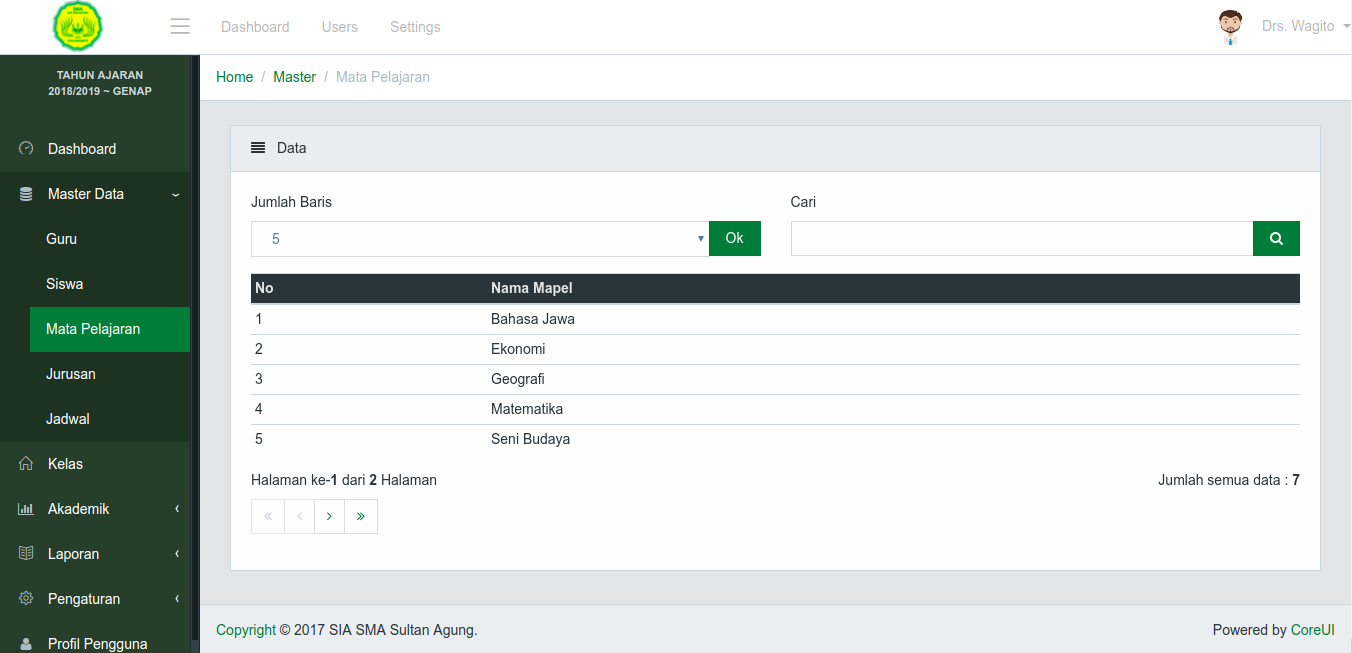 Dashboard Users Settings Drs. Wagito
TAHUN AJARAN
2018/2019 ~ GENAP
Home / Master / Mata Pelajaran
Dashboard
Master Data
Guru
Siswa
Mata Pelajaran
Jurusan
Jadwal
Kelas
Akademik
Laporan
Pengaturan
Profil Pengguna
Data
Jumlah Baris Cari
5 Ok
No Nama Mapel
1 Bahasa Jawa
2 Ekonomi
3 Geografi
4 Matematika
5 Seni Budaya
Halaman ke-1 dari 2 Halaman Jumlah semua data : 7
« ‹ › »
Copyright © 2017 SIA SMA Sultan Agung. Powered by CoreUI